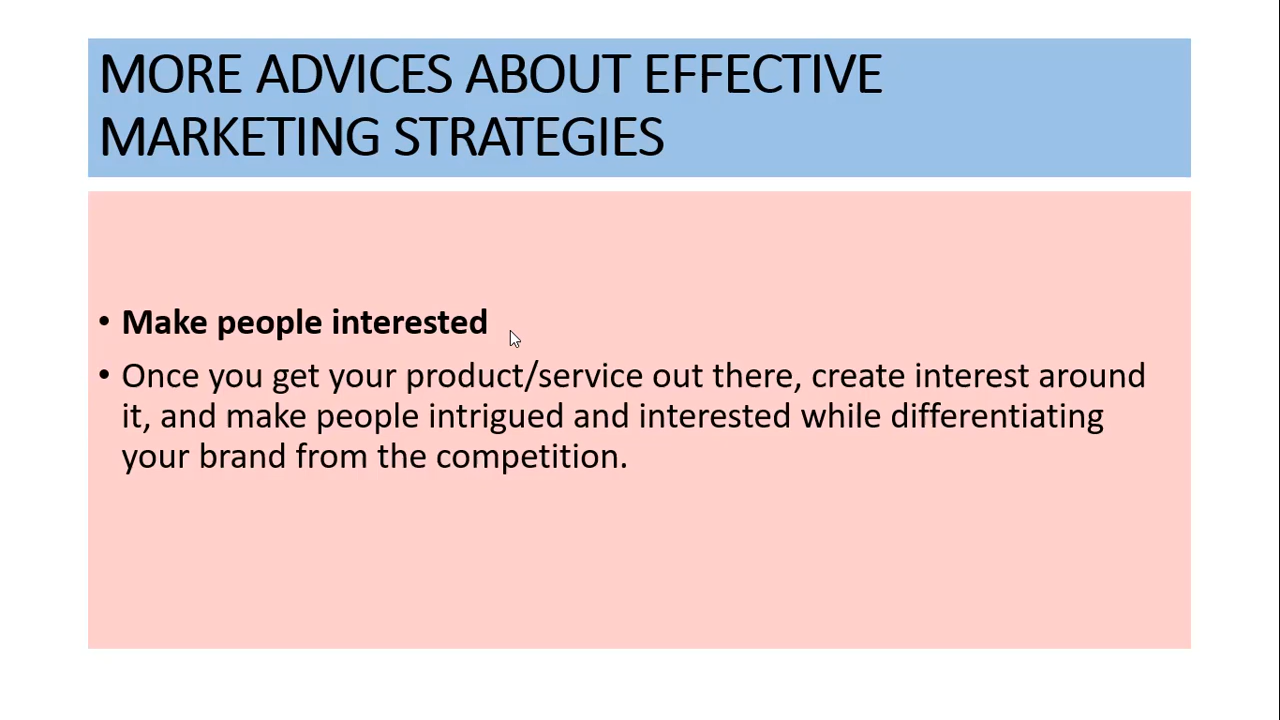 MORE ADVICES ABOUT EFFECTIVE
MARKETING STRATEGIES
• Make people interested
• Once you get your product/service out there, create interest around
it, and make people intrigued and interested while differentiating
your brand from the competition.